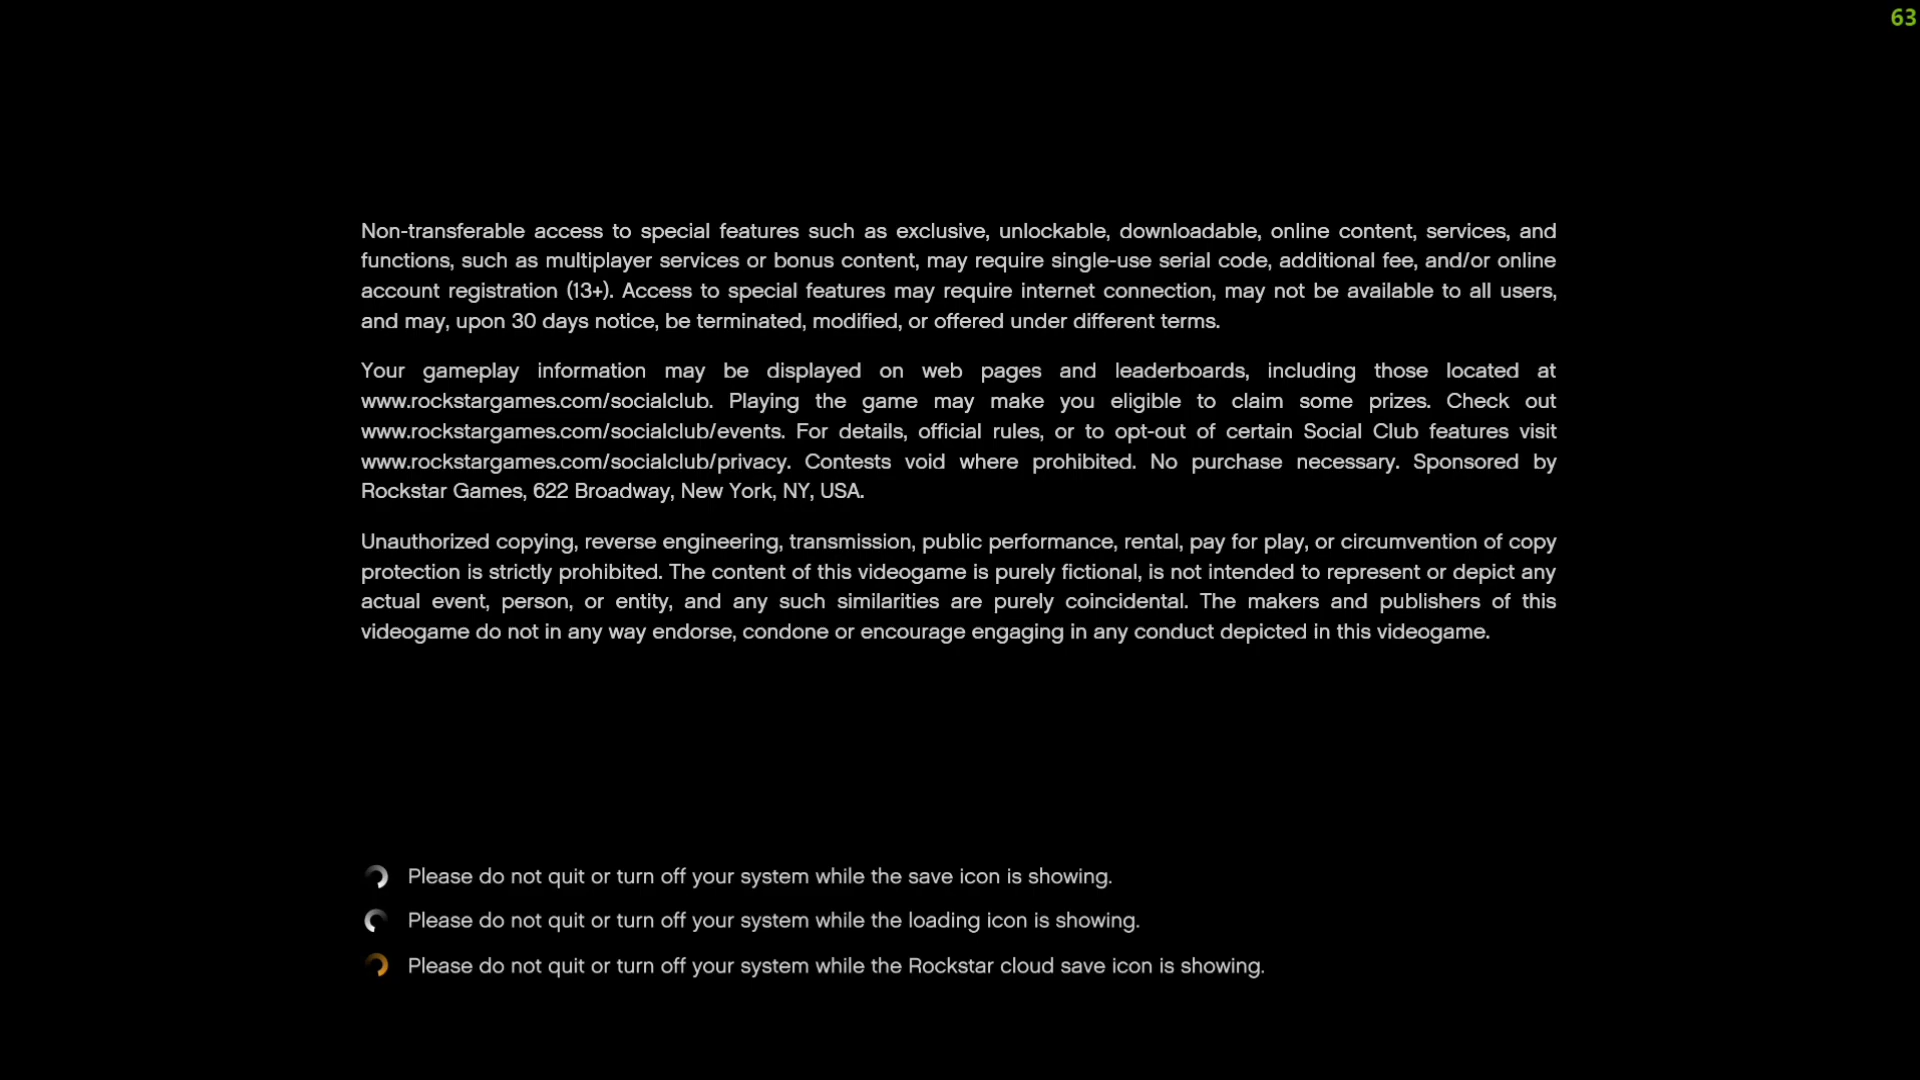 63
Non-transferable access to special features such as exclusive, unlockable, downloadable, online content, services, and
functions, such as multiplayer services or bonus content, may require single-use serial code, additional fee, and/or online
account registration (13+). Access to special features may require internet connection, may not be available to all users,
and may, upon 30 days notice, be terminated, modified, or offered under different terms.
Your gameplay information may be displayed on web pages and leaderboards, including those located at
www.rockstargames.com/socialclub. Playing the game may make you eligible to claim some prizes. Check out
www.rockstargames.com/socialclub/events. For details, official rules, or to opt-out of certain Social Club features visit
www.rockstargames.com/socialclub/privacy. Contests void where prohibited. No purchase necessary. Sponsored by
Rockstar Games, 622 Broadway, New York, NY, USA.
Unauthorized copying, reverse engineering, transmission, public performance, rental, pay for play, or circumvention of copy
protection is strictly prohibited. The content of this videogame is purely fictional, is not intended to represent or depict any
actual event, person, or entity, and any such similarities are purely coincidental. The makers and publishers of this
videogame do not in any way endorse, condone or encourage engaging in any conduct depicted in this videogame.
Please do not quit or turn off your system while the save icon is showing.
Please do not quit or turn off your system while the loading icon is showing.
Please do not quit or turn off your system while the Rockstar cloud save icon is showing.